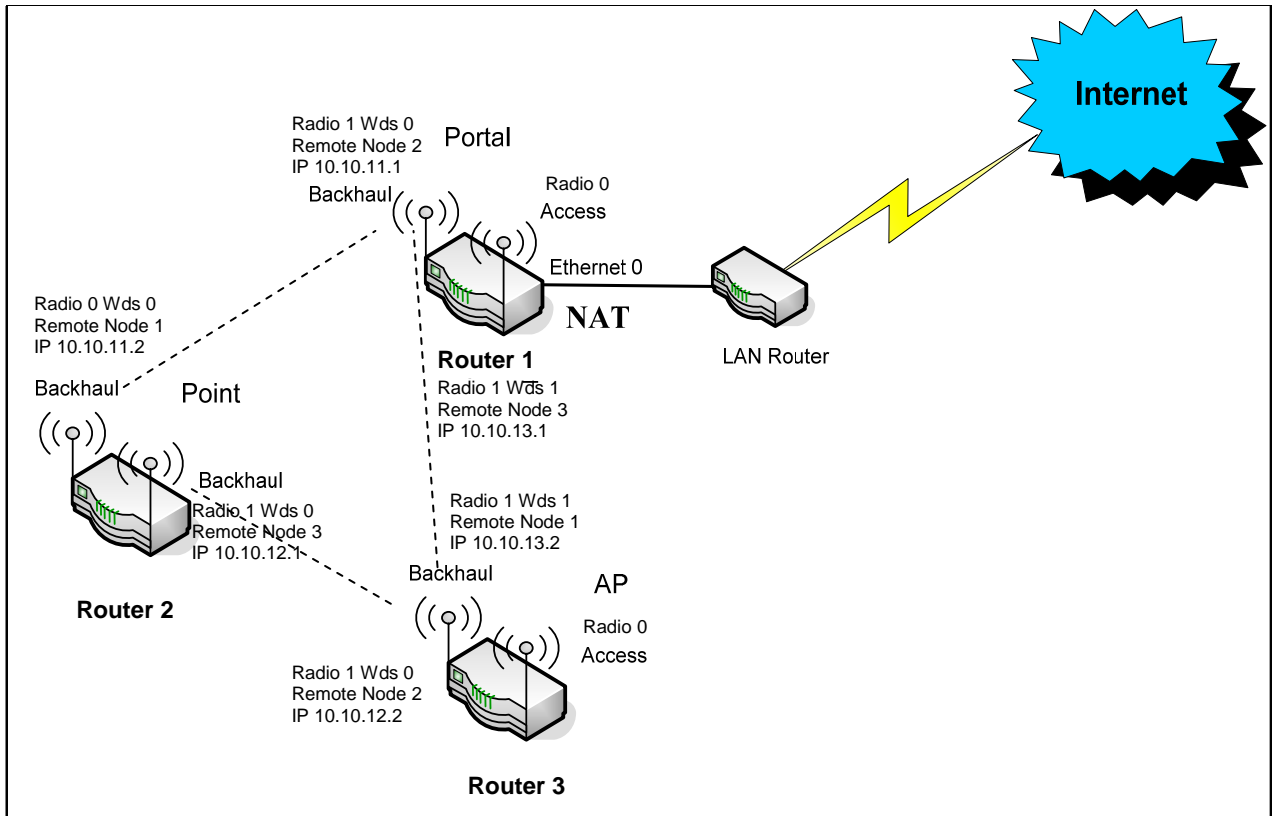 Internet
Radio 1 Wds 0
Remote Node 2
IP 10.10.11.1
Portal
Backhaul
Radio 0
Access
Ethernet 0
NAT
LAN Router
Router 1
Radio 1 Wds 1
Remote Node 3
IP 10.10.13.1
Radio 0 Wds 0
Remote Node 1
IP 10.10.11.2
Backhaul
Point
Backhaul
Radio 1 Wds 0
Remote Node 3
IP 10.10.12.1
Router 2
Radio 1 Wds 1
Remote Node 1
IP 10.10.13.2
Backhaul
AP
Radio 0
Access
Radio 1 Wds 0
Remote Node 2
IP 10.10.12.2
Router 3